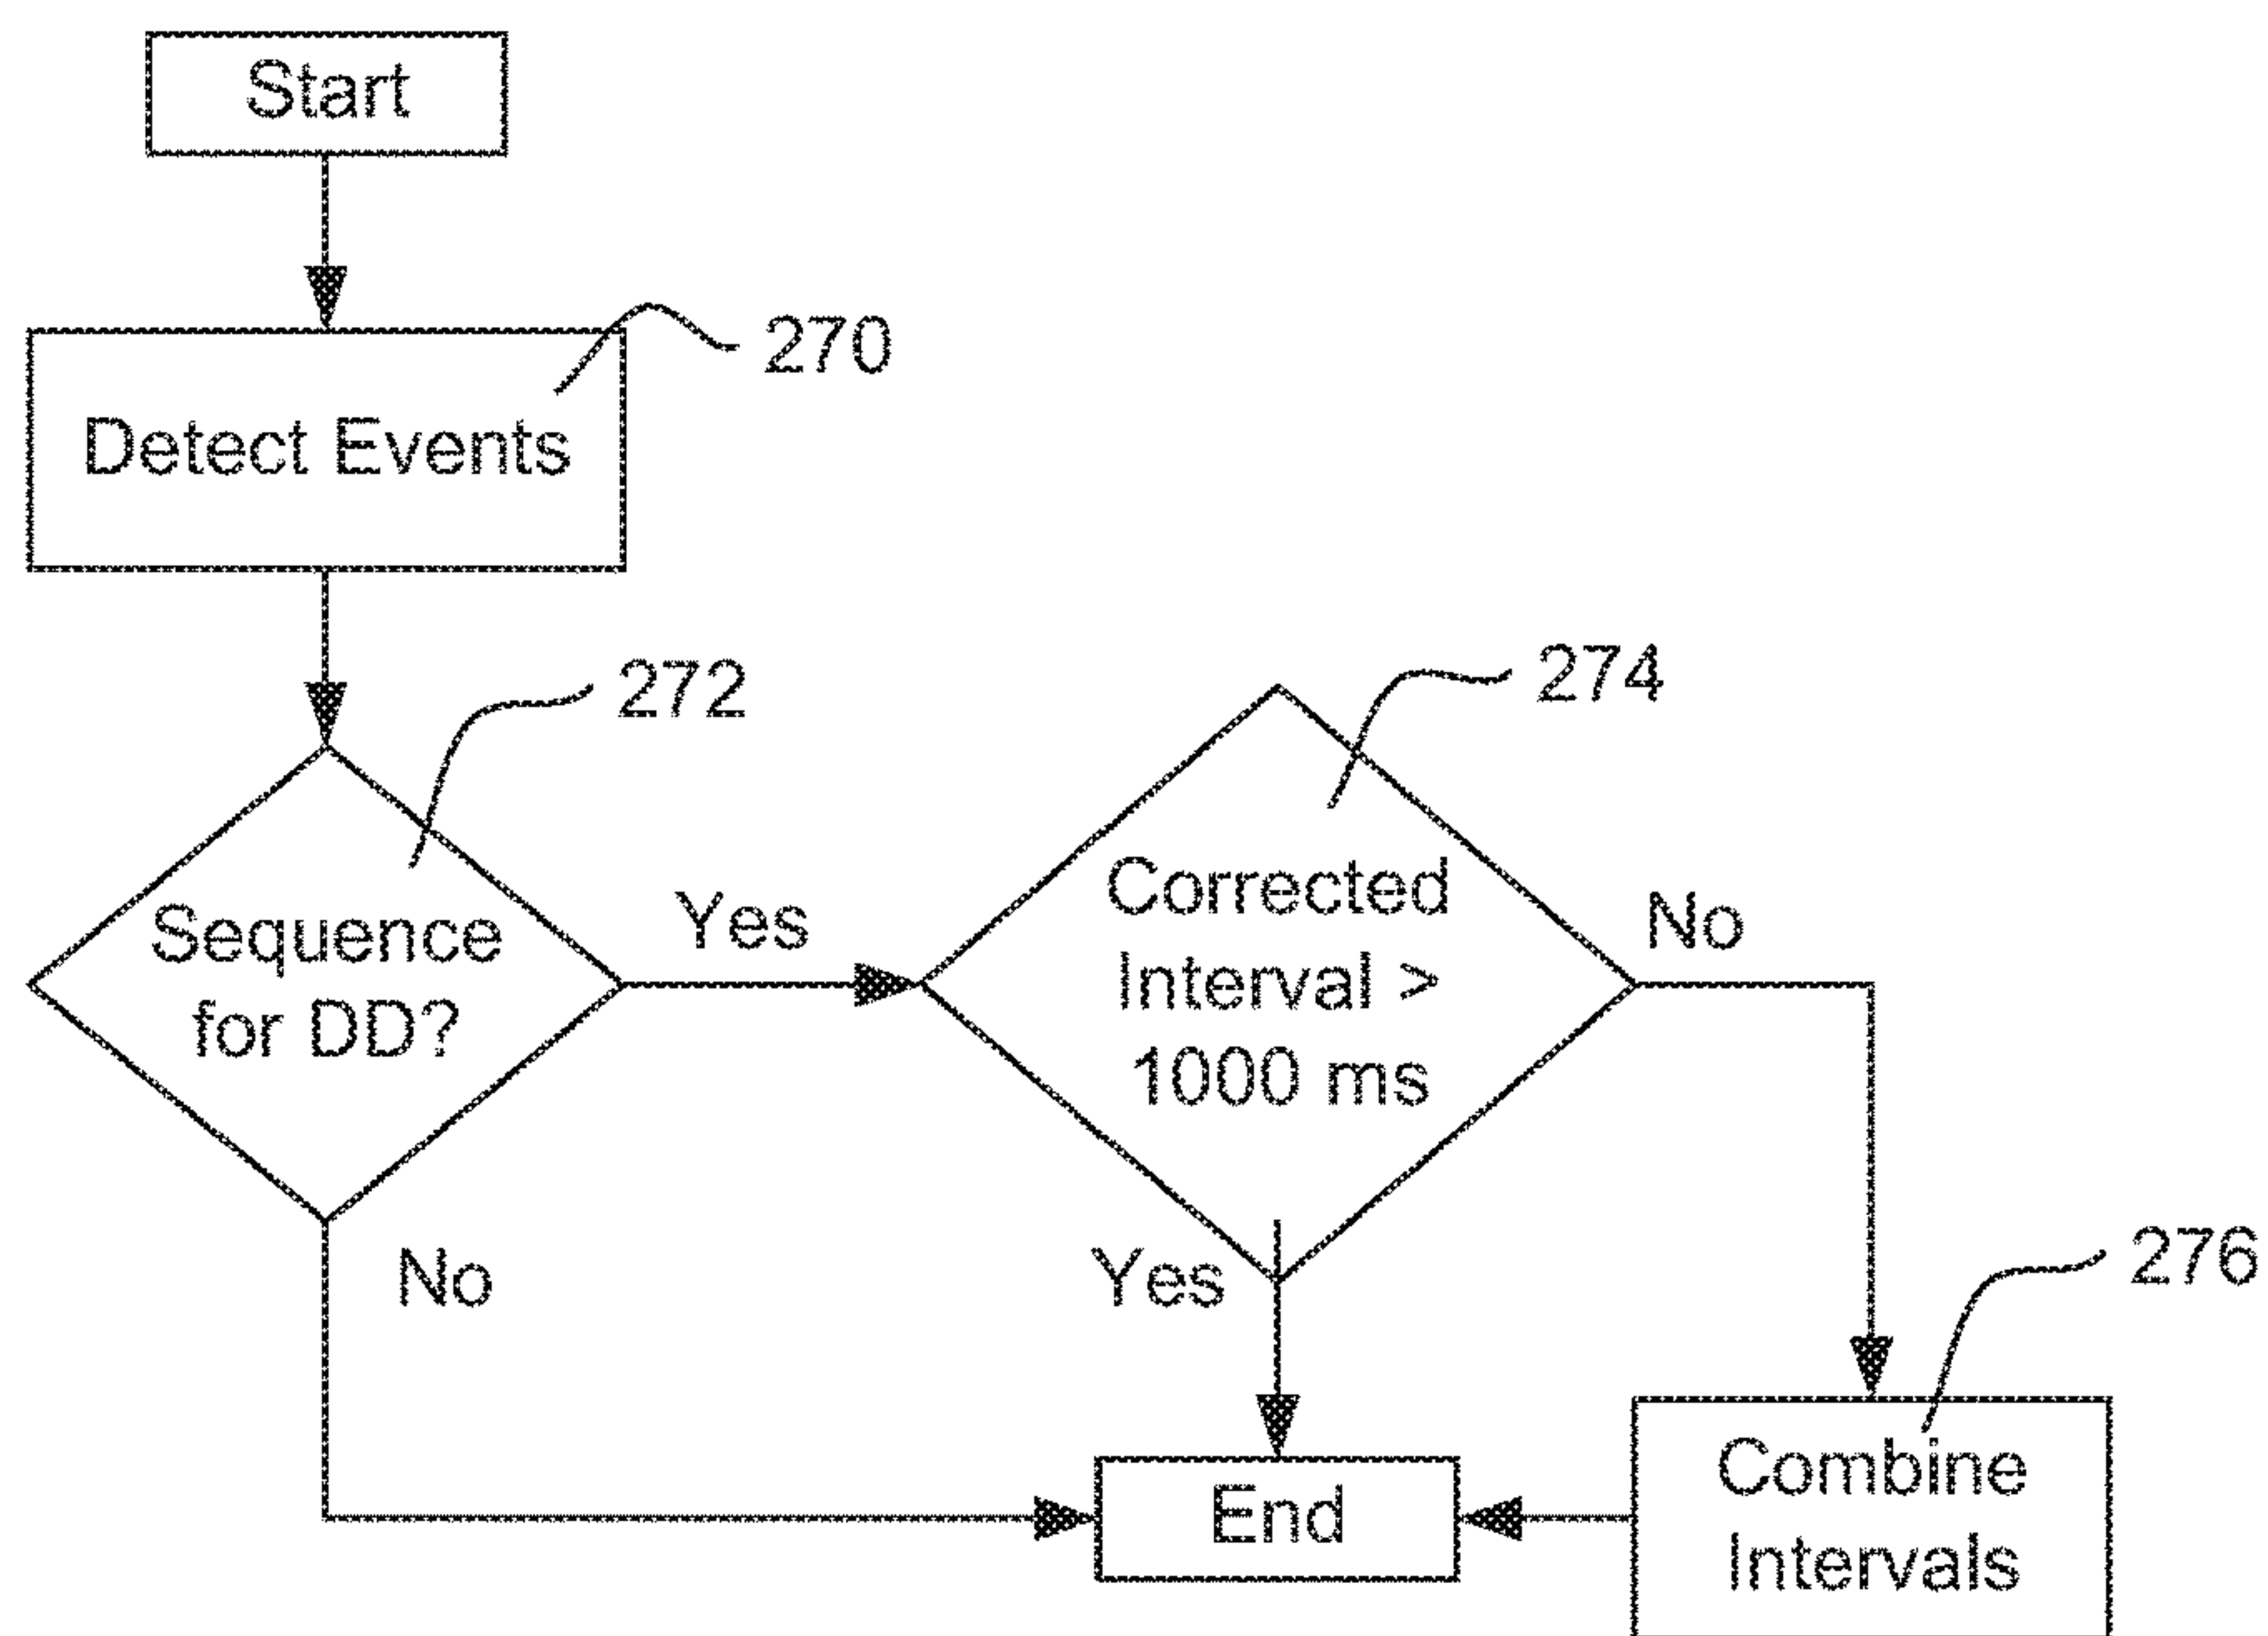 Start
270
Detect Events
272
274
Sequence
for DD?
Yes
Corrected
Interval >
1000 ms
No
No
Yes
276
End
Combine
Intervals